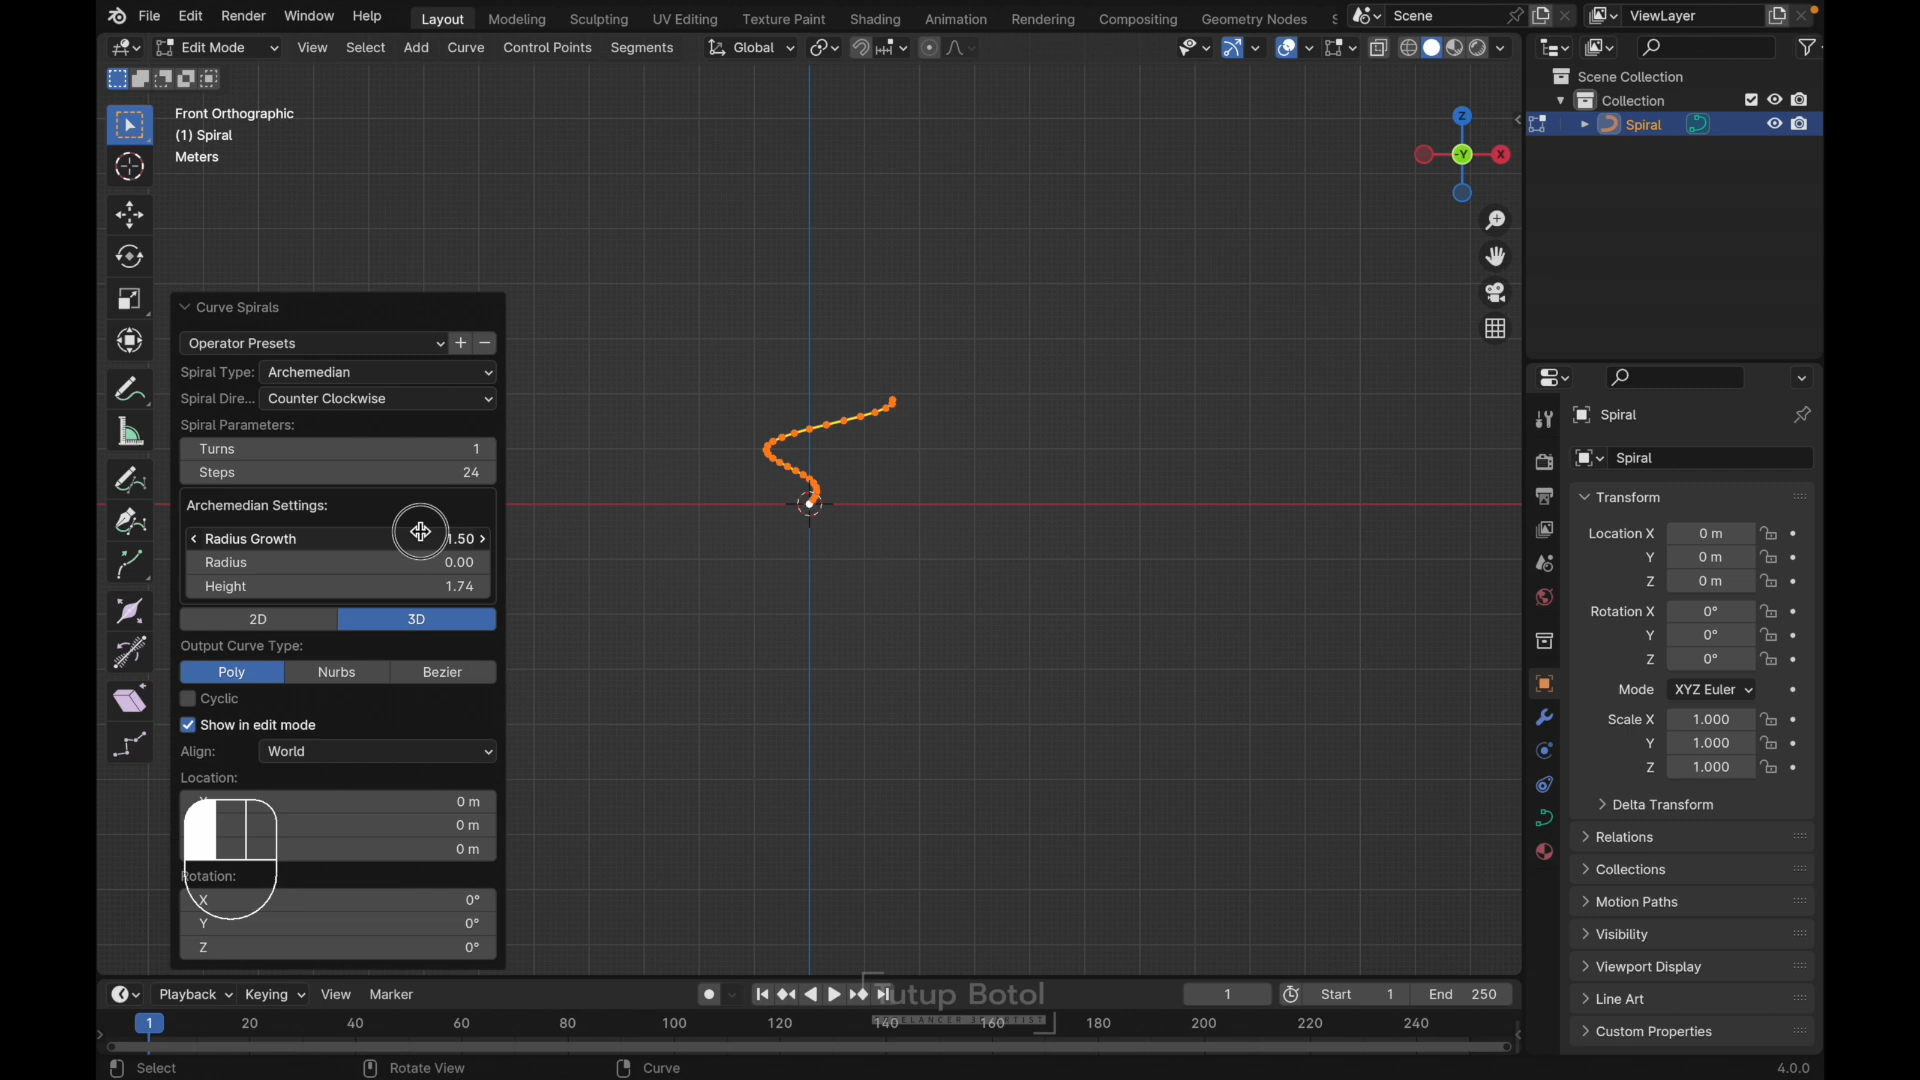 File Edit Render Window Help Layout Modeling Sculpting UV Editing Texture Paint Shading Animation Rendering Compositing Geometry Nodes Scene ViewLayer
Edit Mode View Select Add Curve Control Points Segments Global
Front Orthographic
(1) Spiral
Meters
Z
-Y
X
Curve Spirals
Operator Presets
Spiral Type: Archemedian
Spiral Dire... Counter Clockwise
Spiral Parameters:
Turns 1
Steps 24
Archemedian Settings:
Radius Growth 1.50
Radius 0.00
Height 1.74
2D 3D
Output Curve Type:
Poly Nurbs Bezier
Cyclic
Show in edit mode
Align: World
Location:
0 m
0 m
0 m
Rotation:
X 0°
Y 0°
Z 0°
Scene Collection
Collection
Spiral
Spiral
Spiral
Transform
Location X 0 m
Y 0 m
Z 0 m
Rotation X 0°
Y 0°
Z 0°
Mode XYZ Euler
Scale X 1.000
Y 1.000
Z 1.000
Delta Transform
Relations
Collections
Motion Paths
Visibility
Viewport Display
Line Art
Custom Properties
Playback Keying View Marker
Tutup Botol
1 Start 1 End 250
1 20 40 60 80 100 120 140 160 180 200 220 240
Select Rotate View Curve 4.0.0